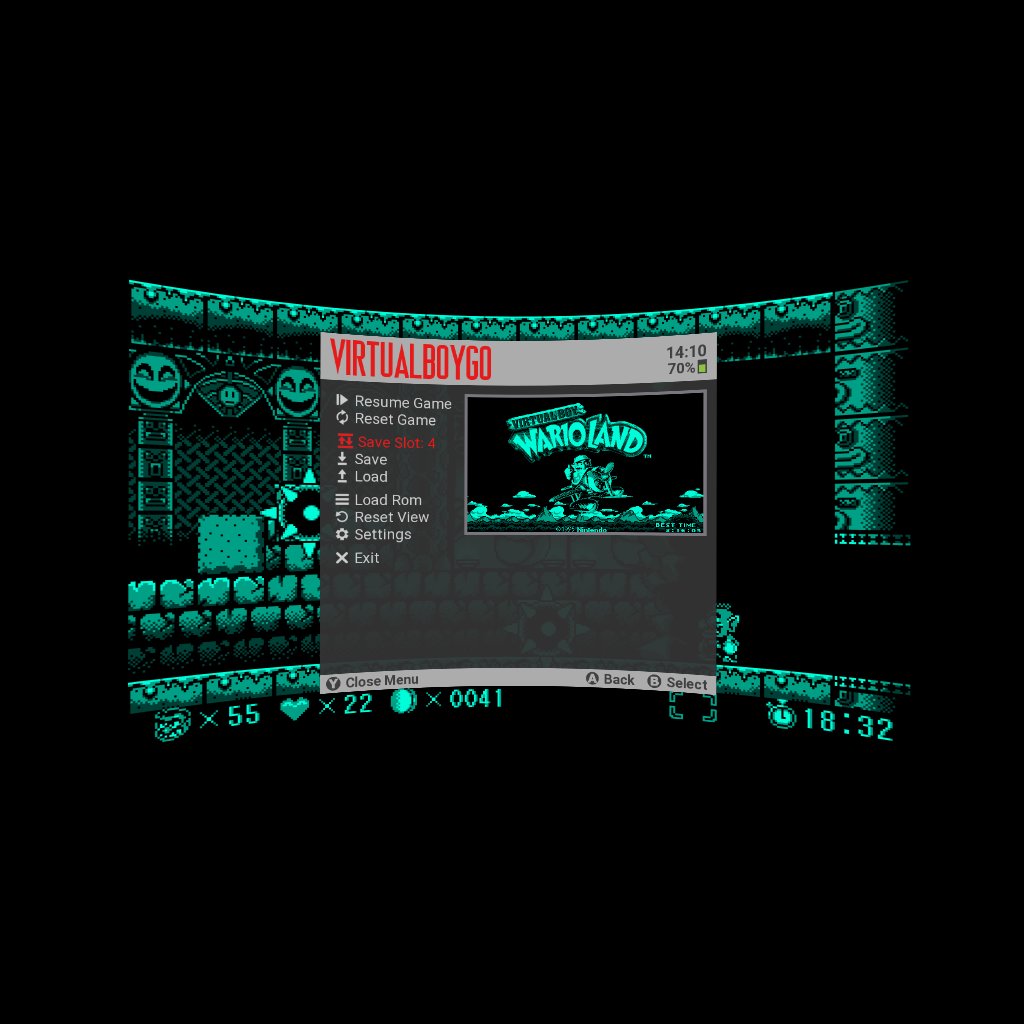 VIRTUALBOYGO
14:10
70%
Resume Game
Reset Game
Save Slot: 4
Save
Load
Load Rom
Reset View
Settings
Exit
VIRTUAL BOY
WARIO LAND
™
BEST TIME
©1995 Nintendo
Y Close Menu
A Back
B Select
× 55
× 22
× 0041
18:32